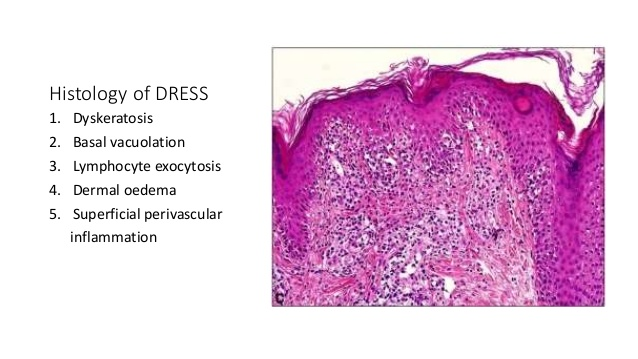 Histology of DRESS
1. Dyskeratosis
2. Basal vacuolation
3. Lymphocyte exocytosis
4. Dermal oedema
5. Superficial perivascular
inflammation